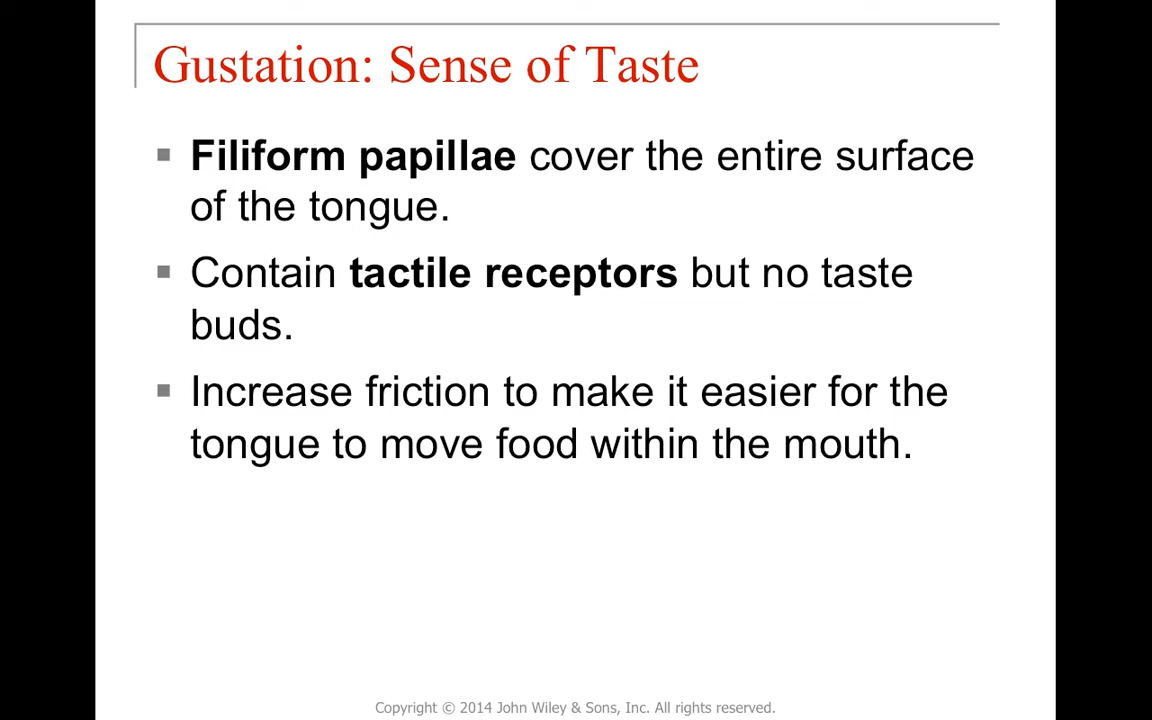 Gustation: Sense of Taste
▪ Filiform papillae cover the entire surface
of the tongue.
▪ Contain tactile receptors but no taste
buds.
▪ Increase friction to make it easier for the
tongue to move food within the mouth.
Copyright © 2014 John Wiley & Sons, Inc. All rights reserved.